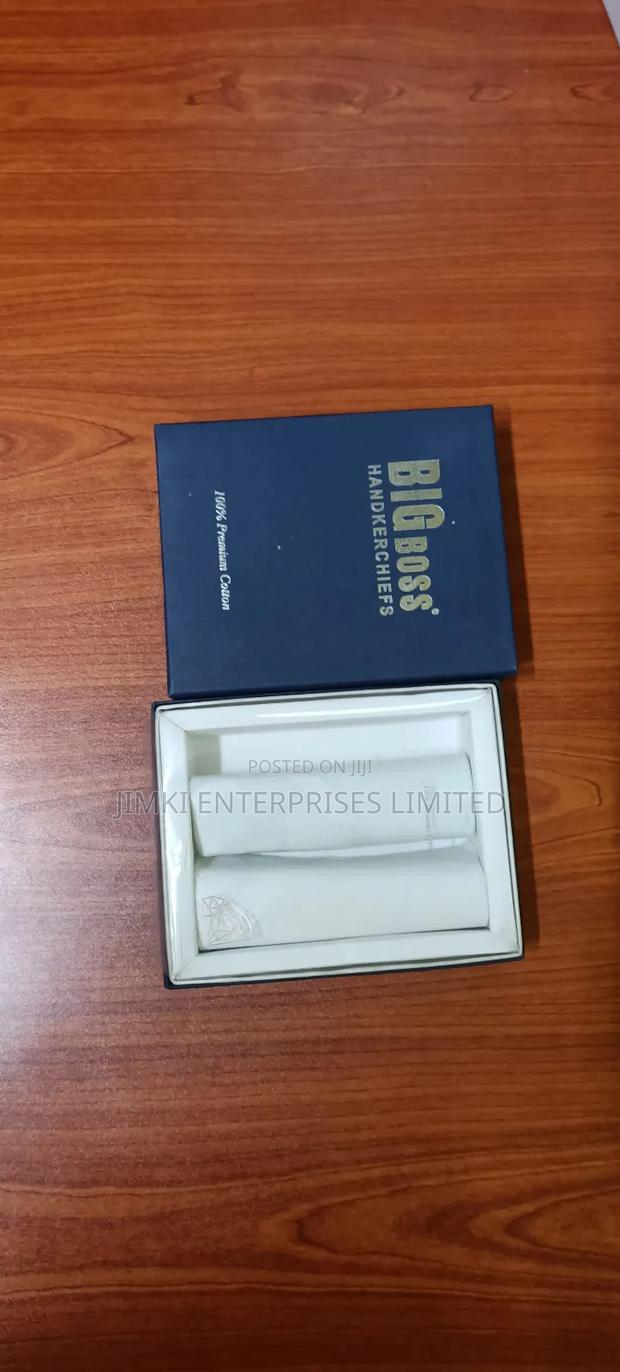 BIG BOSS®
HANDKERCHIEFS
100% Premium Cotton
POSTED ON JIJI
JIMKI ENTERPRISES LIMITED